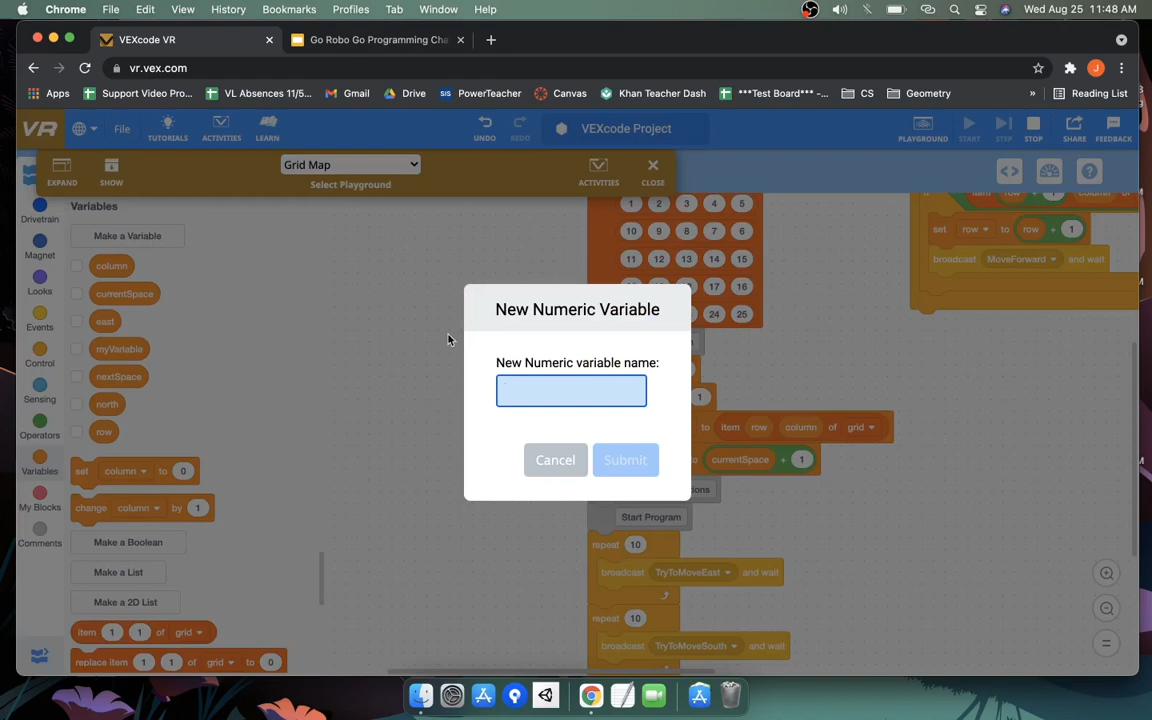 Chrome File Edit View History Bookmarks Profiles Tab Window Help Wed Aug 25 11:48 AM
VEXcode VR Go Robo Go Programming Cha
vr.vex.com J
Apps Support Video Pro... VL Absences 11/5... Gmail Drive SIS PowerTeacher Canvas Khan Teacher Dash ***Test Board*** -... CS Geometry » Reading List
VR File TUTORIALS ACTIVITIES LEARN UNDO REDO VEXcode Project PLAYGROUND START STEP STOP SHARE FEEDBACK
EXPAND SHOW Grid Map Select Playground ACTIVITIES CLOSE
Drivetrain
Magnet
Looks
Events
Control
Sensing
Operators
Variables
My Blocks
Comments
Variables
Make a Variable
column
currentSpace
east
myVariable
nextSpace
north
row
set column to 0
change column by 1
Make a Boolean
Make a List
Make a 2D List
item 1 1 of grid
replace item 1 1 of grid to 0
New Numeric Variable
New Numeric variable name:
Cancel Submit
1 2 3 4 5
10 9 8 7 6
11 12 13 14 15
17 16
24 25
1
to item row column of grid
currentSpace + 1
ons
Start Program
repeat 10
broadcast TryToMoveEast and wait
repeat 10
broadcast TryToMoveSouth and wait
set row to row + 1
broadcast MoveForward and wait